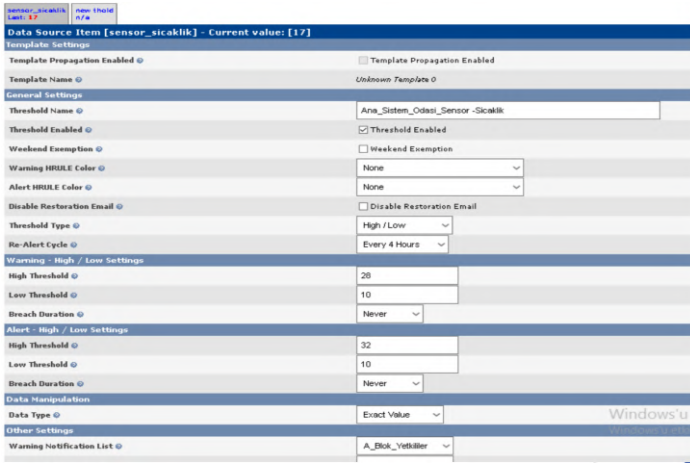 sensor_sicaklik
Last: 17
new thold
n/a
Data Source Item [sensor_sicaklik] - Current value: [17]
Template Settings
Template Propagation Enabled
Template Propagation Enabled
Template Name
Unknown Template 0
General Settings
Threshold Name
Ana_Sistem_Odasi_Sensor -Sicaklik
Threshold Enabled
Threshold Enabled
Weekend Exemption
Weekend Exemption
Warning HRULE Color
None
Alert HRULE Color
None
Disable Restoration Email
Disable Restoration Email
Threshold Type
High / Low
Re-Alert Cycle
Every 4 Hours
Warning - High / Low Settings
High Threshold
28
Low Threshold
10
Breach Duration
Never
Alert - High / Low Settings
High Threshold
32
Low Threshold
10
Breach Duration
Never
Data Manipulation
Data Type
Exact Value
Windows'u
Other Settings
Windows'u etk
Warning Notification List
A_Blok_Yetkililer